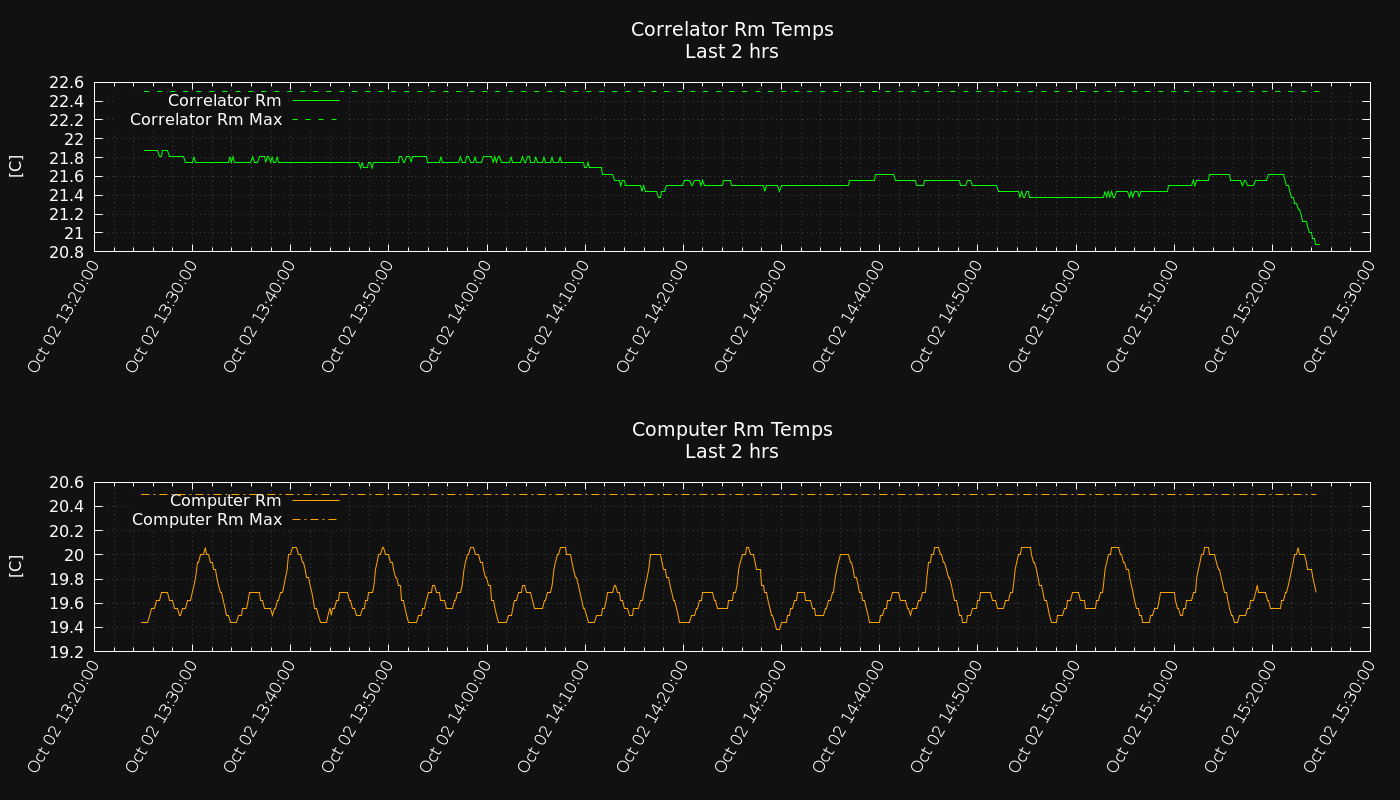 Correlator Rm Temps
Last 2 hrs
22.6
22.4
22.2
22
21.8
21.6
21.4
21.2
21
20.8
[C]
Correlator Rm
Correlator Rm Max
Oct 02 13:20:00
Oct 02 13:30:00
Oct 02 13:40:00
Oct 02 13:50:00
Oct 02 14:00:00
Oct 02 14:10:00
Oct 02 14:20:00
Oct 02 14:30:00
Oct 02 14:40:00
Oct 02 14:50:00
Oct 02 15:00:00
Oct 02 15:10:00
Oct 02 15:20:00
Oct 02 15:30:00
Computer Rm Temps
Last 2 hrs
20.6
20.4
20.2
20
19.8
19.6
19.4
19.2
[C]
Computer Rm
Computer Rm Max
Oct 02 13:20:00
Oct 02 13:30:00
Oct 02 13:40:00
Oct 02 13:50:00
Oct 02 14:00:00
Oct 02 14:10:00
Oct 02 14:20:00
Oct 02 14:30:00
Oct 02 14:40:00
Oct 02 14:50:00
Oct 02 15:00:00
Oct 02 15:10:00
Oct 02 15:20:00
Oct 02 15:30:00